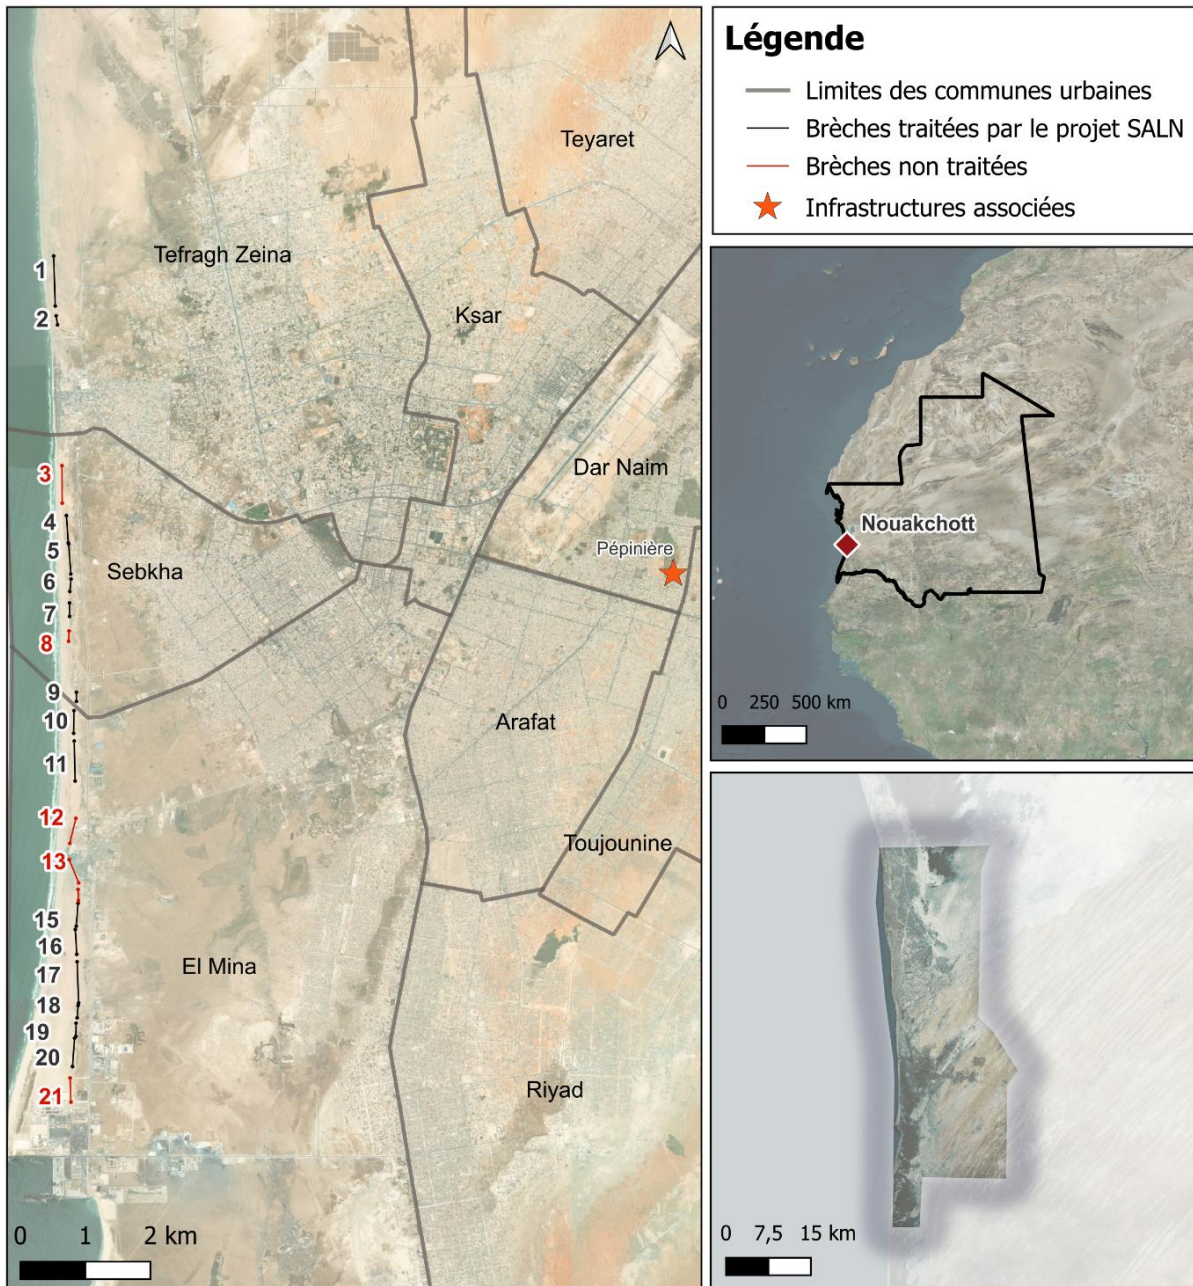 Teyaret
Tefragh Zeina
1
2
Ksar
3
Dar Naim
4
5
Pépinière
6
Sebkha
7
8
9
10
Arafat
11
12
Toujounine
13
15
16
El Mina
17
18
19
20
Riyad
21
0 1 2 km
Légende
Limites des communes urbaines
Brèches traitées par le projet SALN
Brèches non traitées
Infrastructures associées
Nouakchott
0 250 500 km
0 7,5 15 km